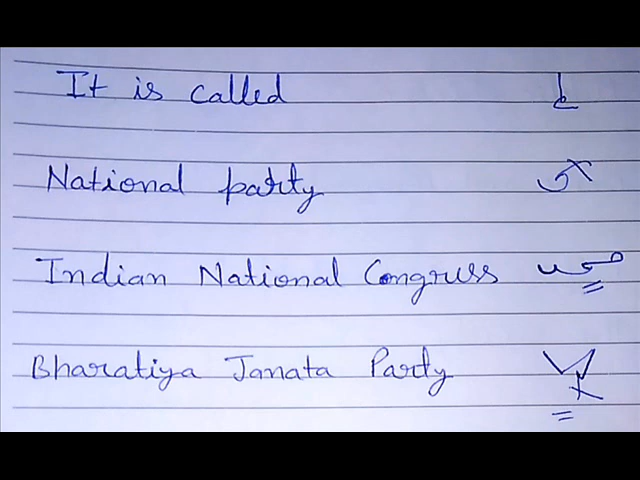 It is called
National party
Indian National Congress
Bharatiya Janata Party